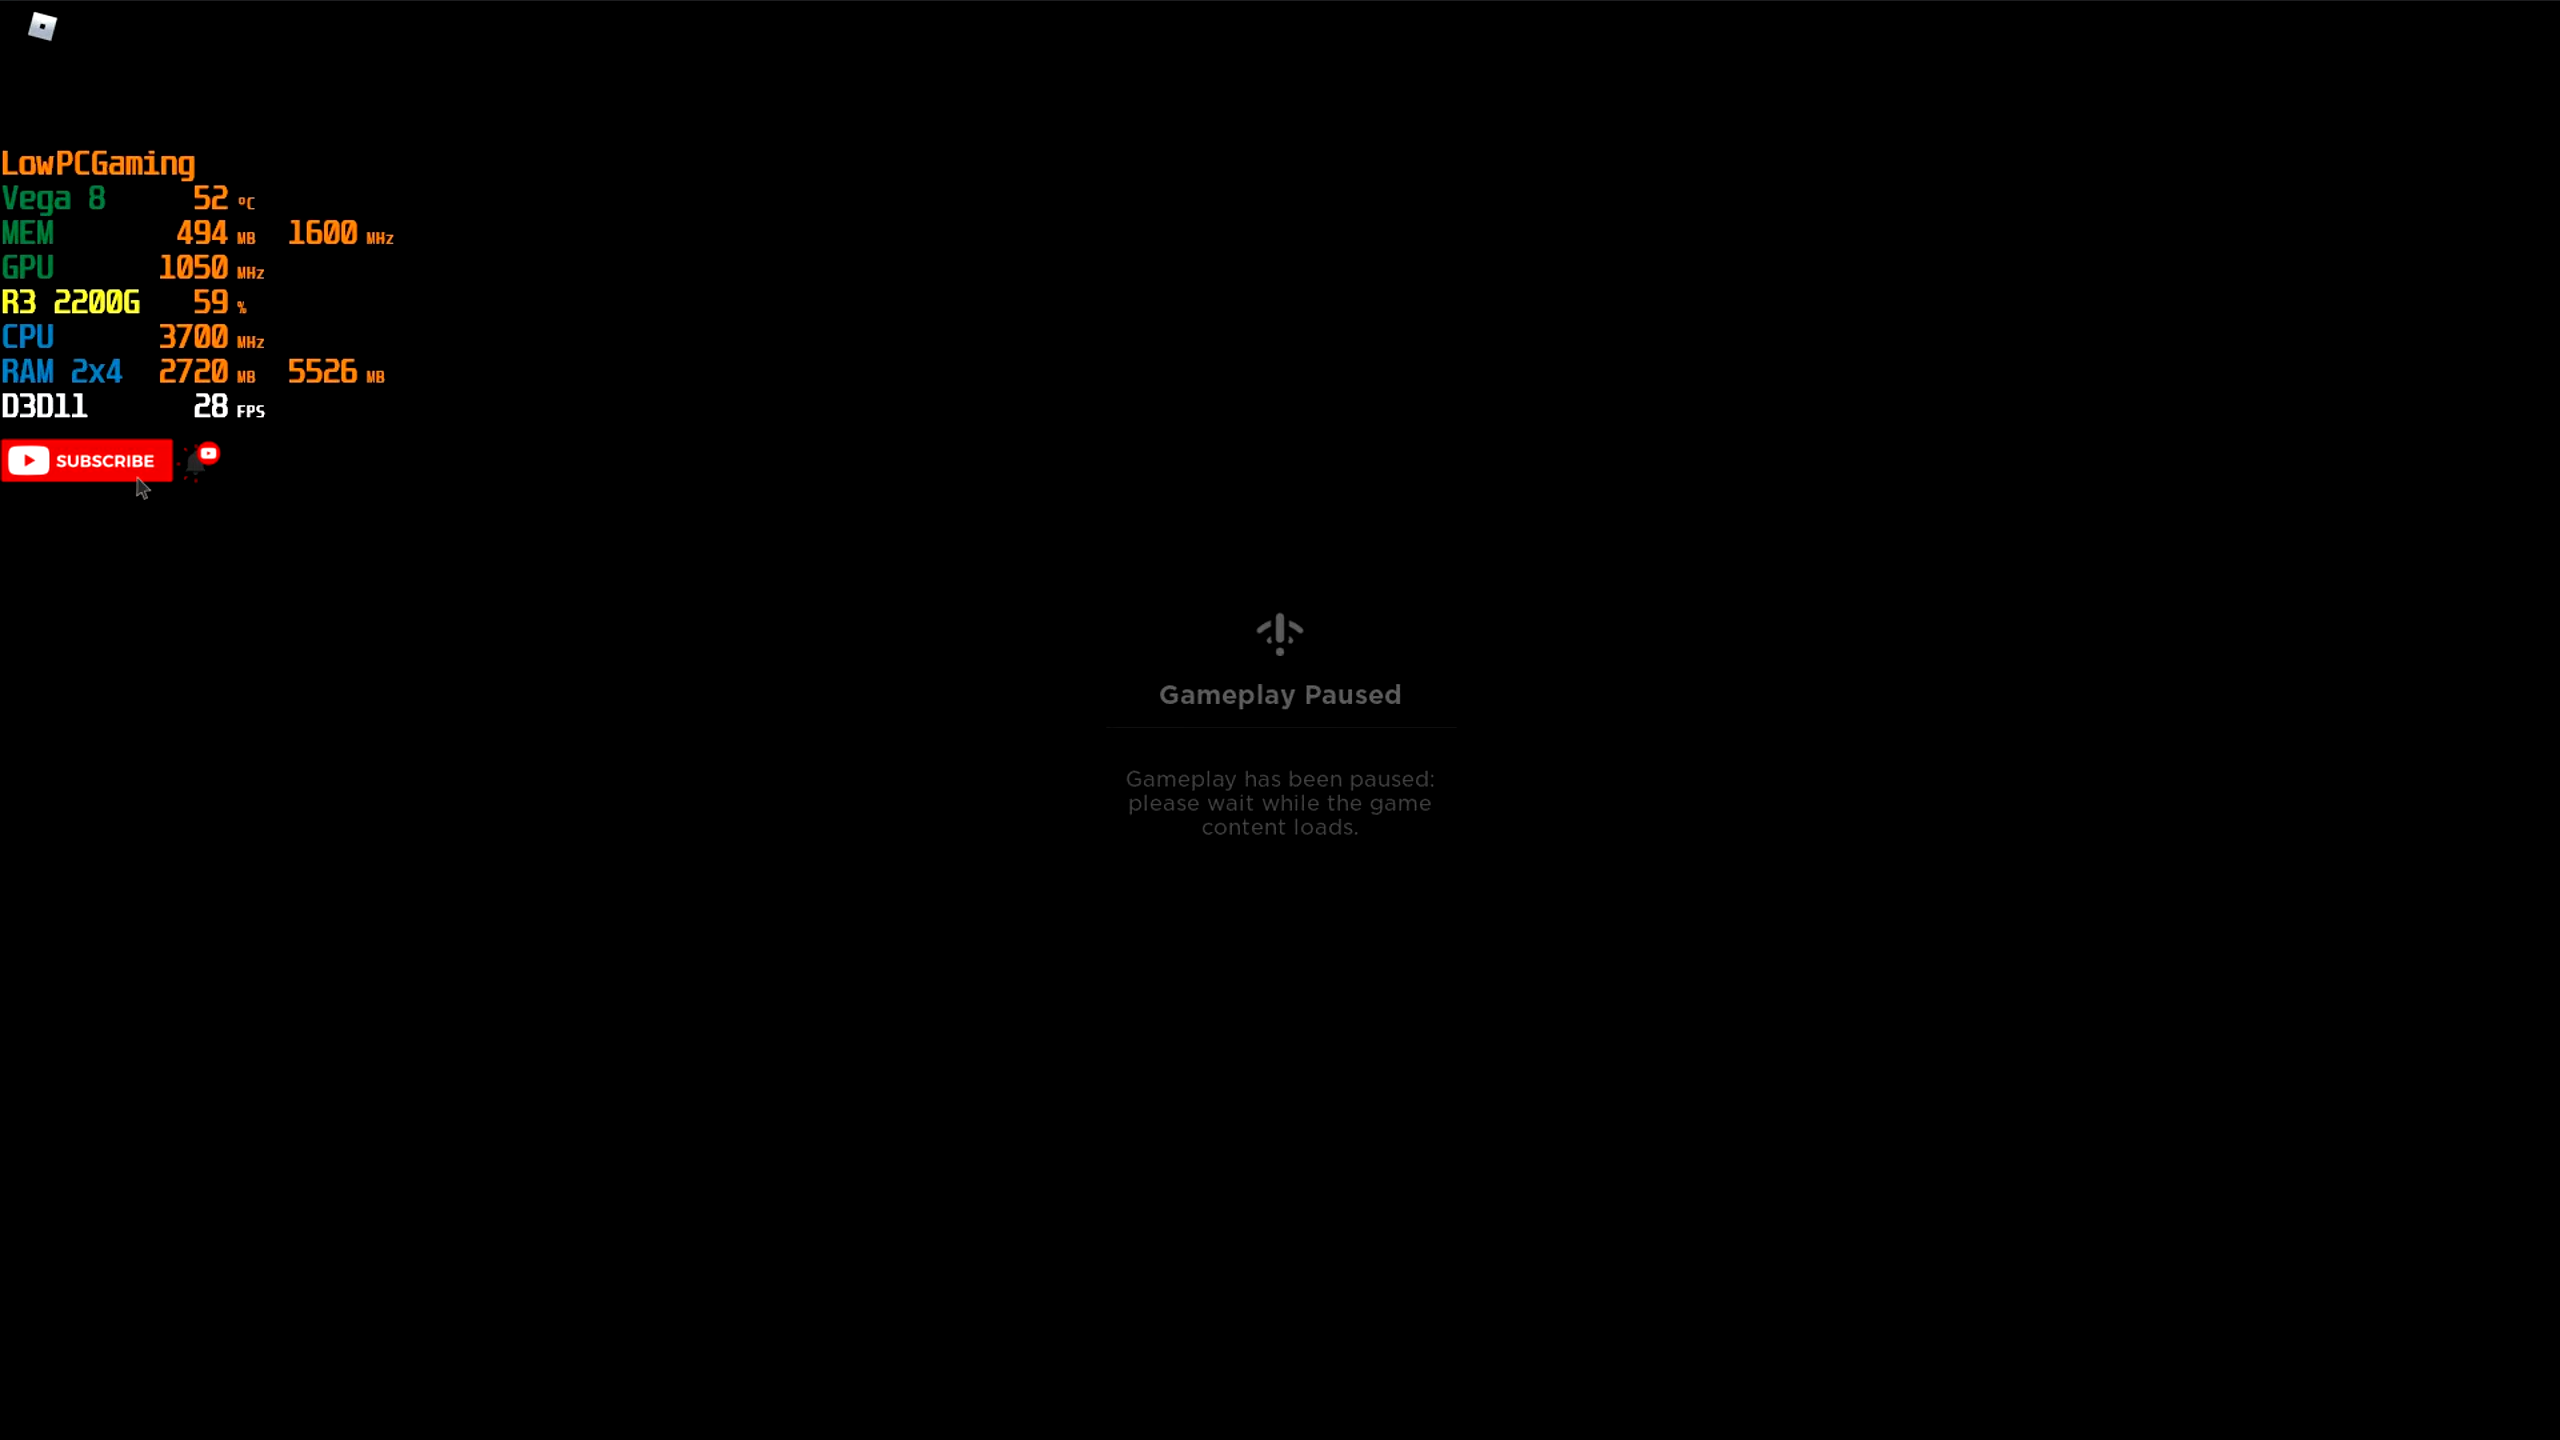 LowPCGaming
Vega 8 52 °C
MEM 494 MB 1600 MHz
GPU 1050 MHz
R3 2200G 59 %
CPU 3700 MHz
RAM 2x4 2720 MB 5526 MB
D3D11 28 FPS
SUBSCRIBE
Gameplay Paused
Gameplay has been paused:
please wait while the game
content loads.